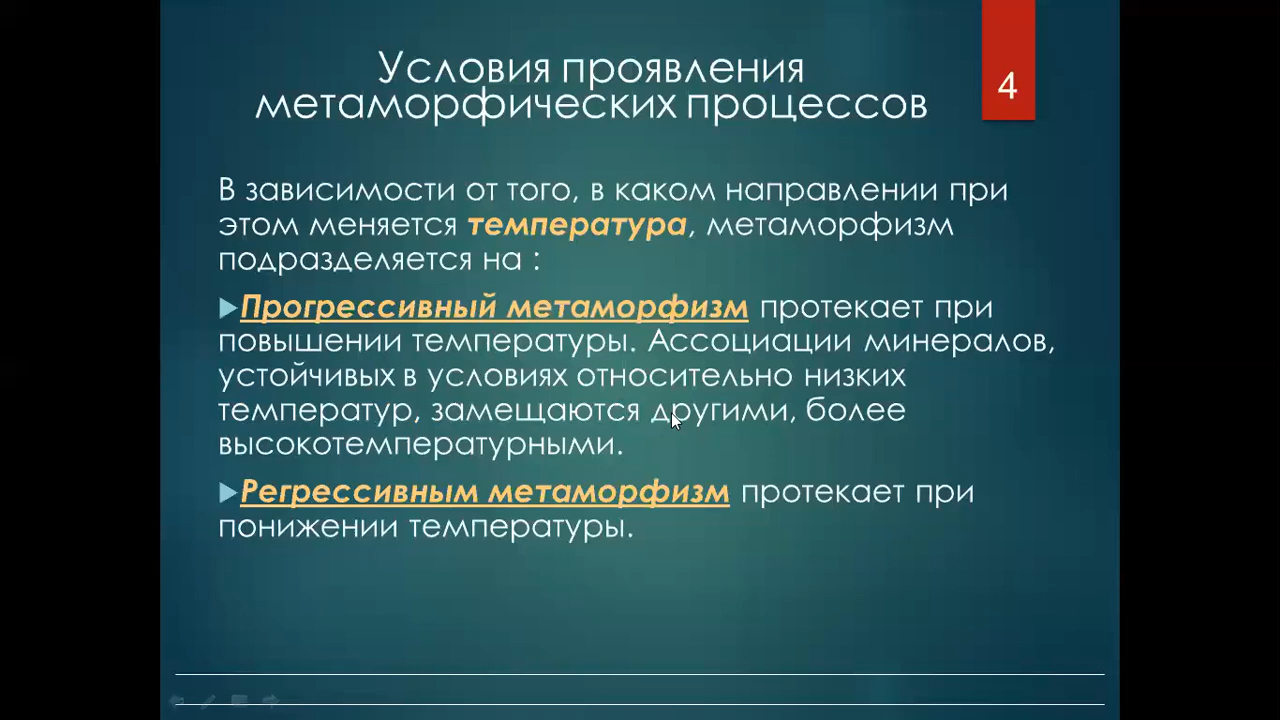 Условия проявления
метаморфических процессов
4
В зависимости от того, в каком направлении при
этом меняется температура, метаморфизм
подразделяется на :
Прогрессивный метаморфизм протекает при
повышении температуры. Ассоциации минералов,
устойчивых в условиях относительно низких
температур, замещаются другими, более
высокотемпературными.
Регрессивным метаморфизм протекает при
понижении температуры.